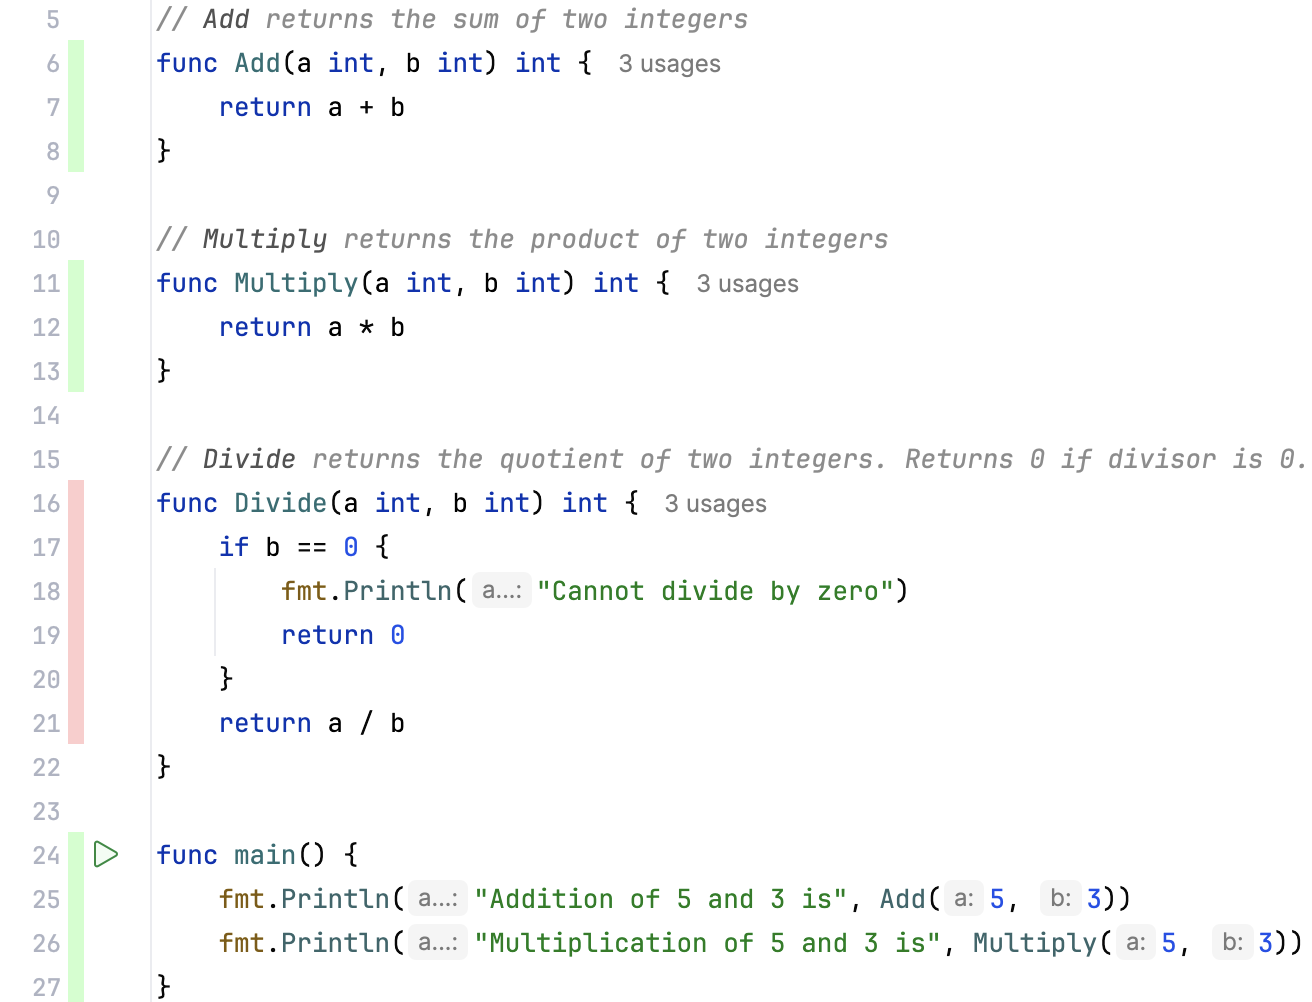 5 // Add returns the sum of two integers
6 func Add(a int, b int) int { 3 usages
7 return a + b
8 }
9
10 // Multiply returns the product of two integers
11 func Multiply(a int, b int) int { 3 usages
12 return a * b
13 }
14
15 // Divide returns the quotient of two integers. Returns 0 if divisor is 0.
16 func Divide(a int, b int) int { 3 usages
17 if b == 0 {
18 fmt.Println( a...: "Cannot divide by zero")
19 return 0
20 }
21 return a / b
22 }
23
24 func main() {
25 fmt.Println( a...: "Addition of 5 and 3 is", Add( a: 5, b: 3))
26 fmt.Println( a...: "Multiplication of 5 and 3 is", Multiply( a: 5, b: 3))
27 }